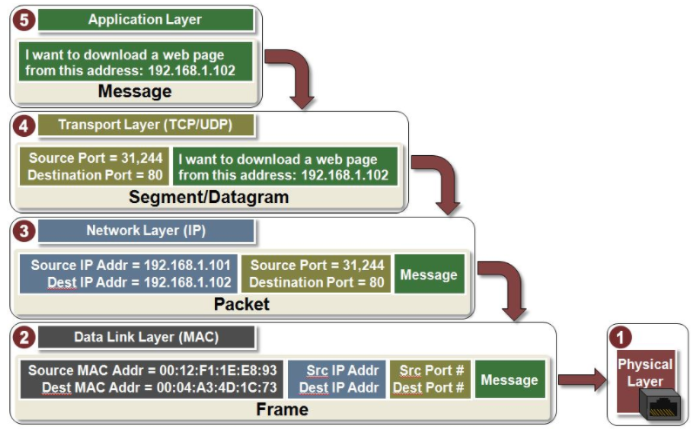 5
Application Layer
I want to download a web page
from this address: 192.168.1.102
Message
4
Transport Layer (TCP/UDP)
Source Port = 31,244
Destination Port = 80
I want to download a web page
from this address: 192.168.1.102
Segment/Datagram
3
Network Layer (IP)
Source IP Addr = 192.168.1.101
Dest IP Addr = 192.168.1.102
Source Port = 31,244
Destination Port = 80
Message
Packet
2
Data Link Layer (MAC)
Source MAC Addr = 00:12:F1:1E:E8:93
Dest MAC Addr = 00:04:A3:4D:1C:73
Src IP Addr
Dest IP Addr
Src Port #
Dest Port #
Message
Frame
1
Physical
Layer